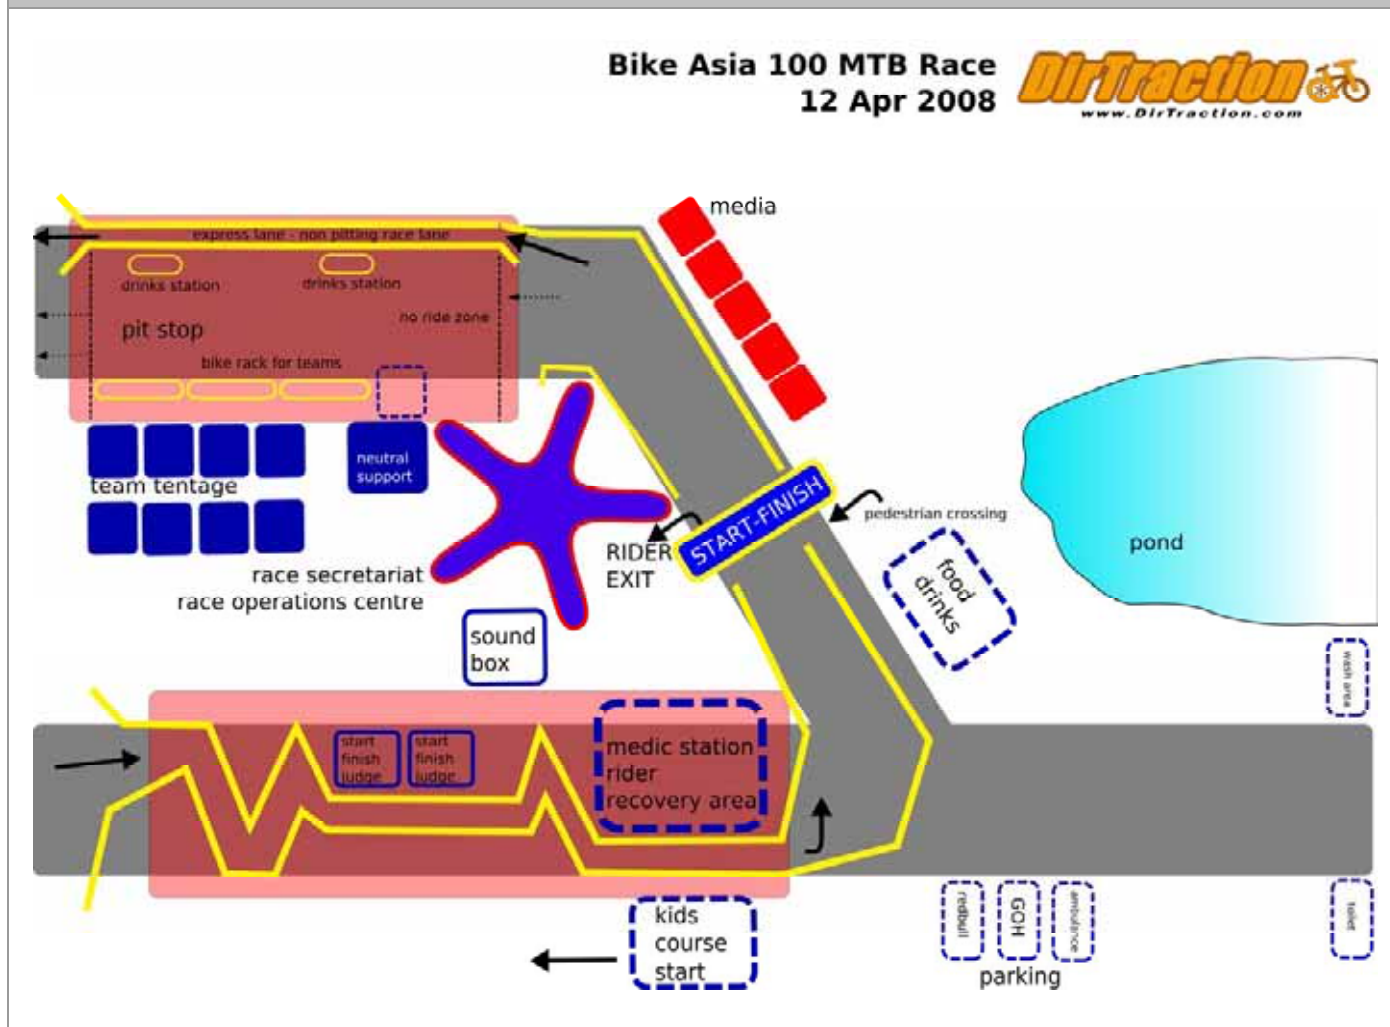 Bike Asia 100 MTB Race
12 Apr 2008
DirTraction
www.DirTraction.com
media
express lane - non pitting race lane
drinks station
drinks station
pit stop
no ride zone
bike rack for teams
neutral
support
team tentage
START-FINISH
pedestrian crossing
RIDER
EXIT
food
drinks
pond
race secretariat
race operations centre
sound
box
wash area
start
finish
judge
start
finish
judge
medic station
rider
recovery area
kids
course
start
redbull
GOH
ambulance
toilet
parking